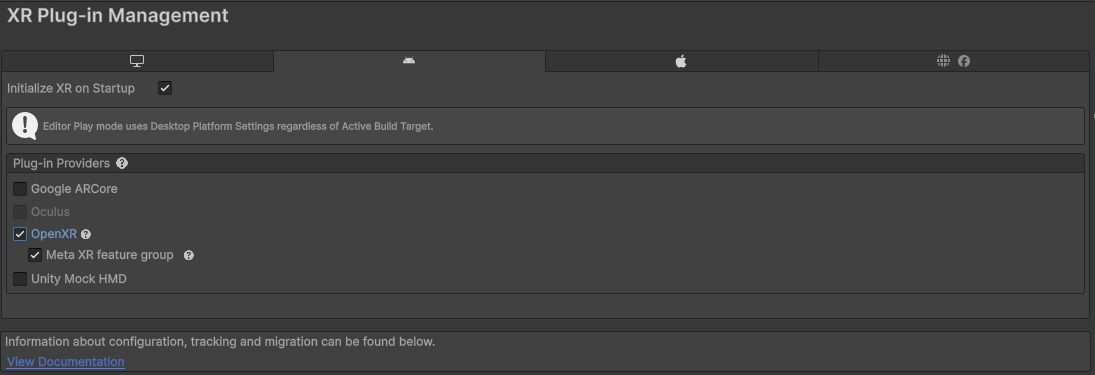 XR Plug-in Management
Initialize XR on Startup
Editor Play mode uses Desktop Platform Settings regardless of Active Build Target.
Plug-in Providers
Google ARCore
Oculus
OpenXR
Meta XR feature group
Unity Mock HMD
Information about configuration, tracking and migration can be found below.
View Documentation